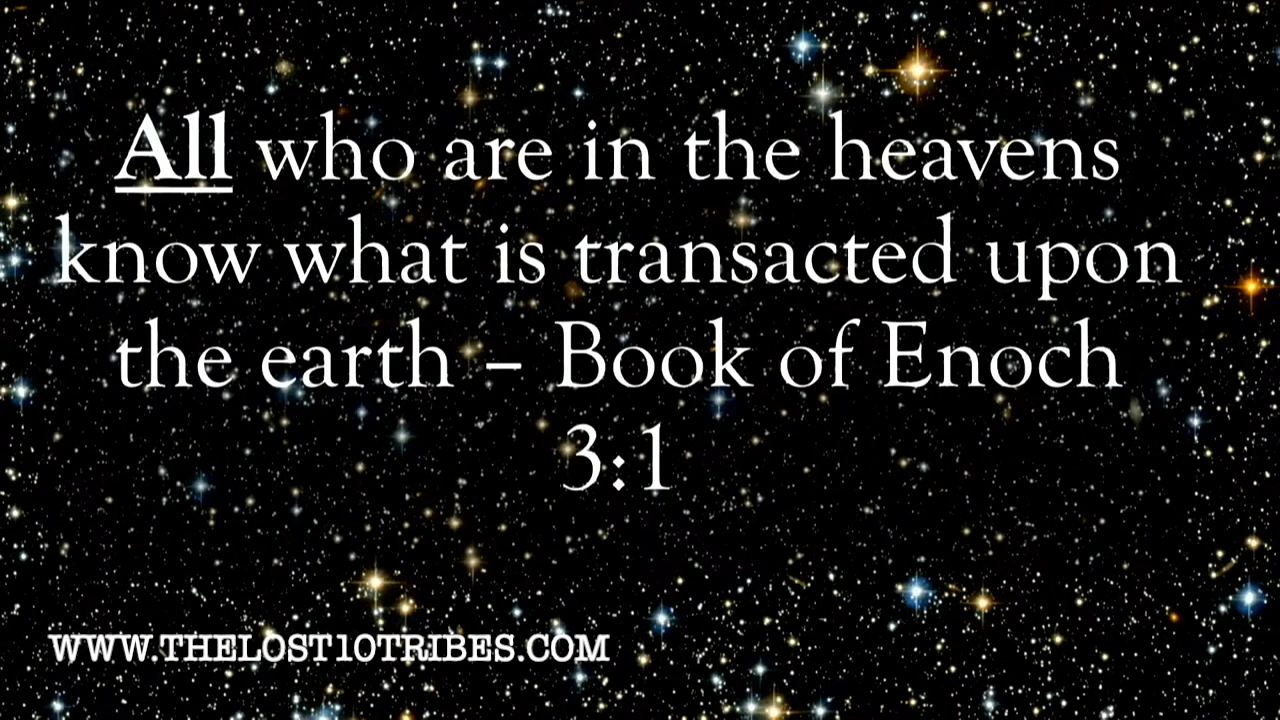 All who are in the heavens
know what is transacted upon
the earth – Book of Enoch
3:1
WWW.THELOST10TRIBES.COM